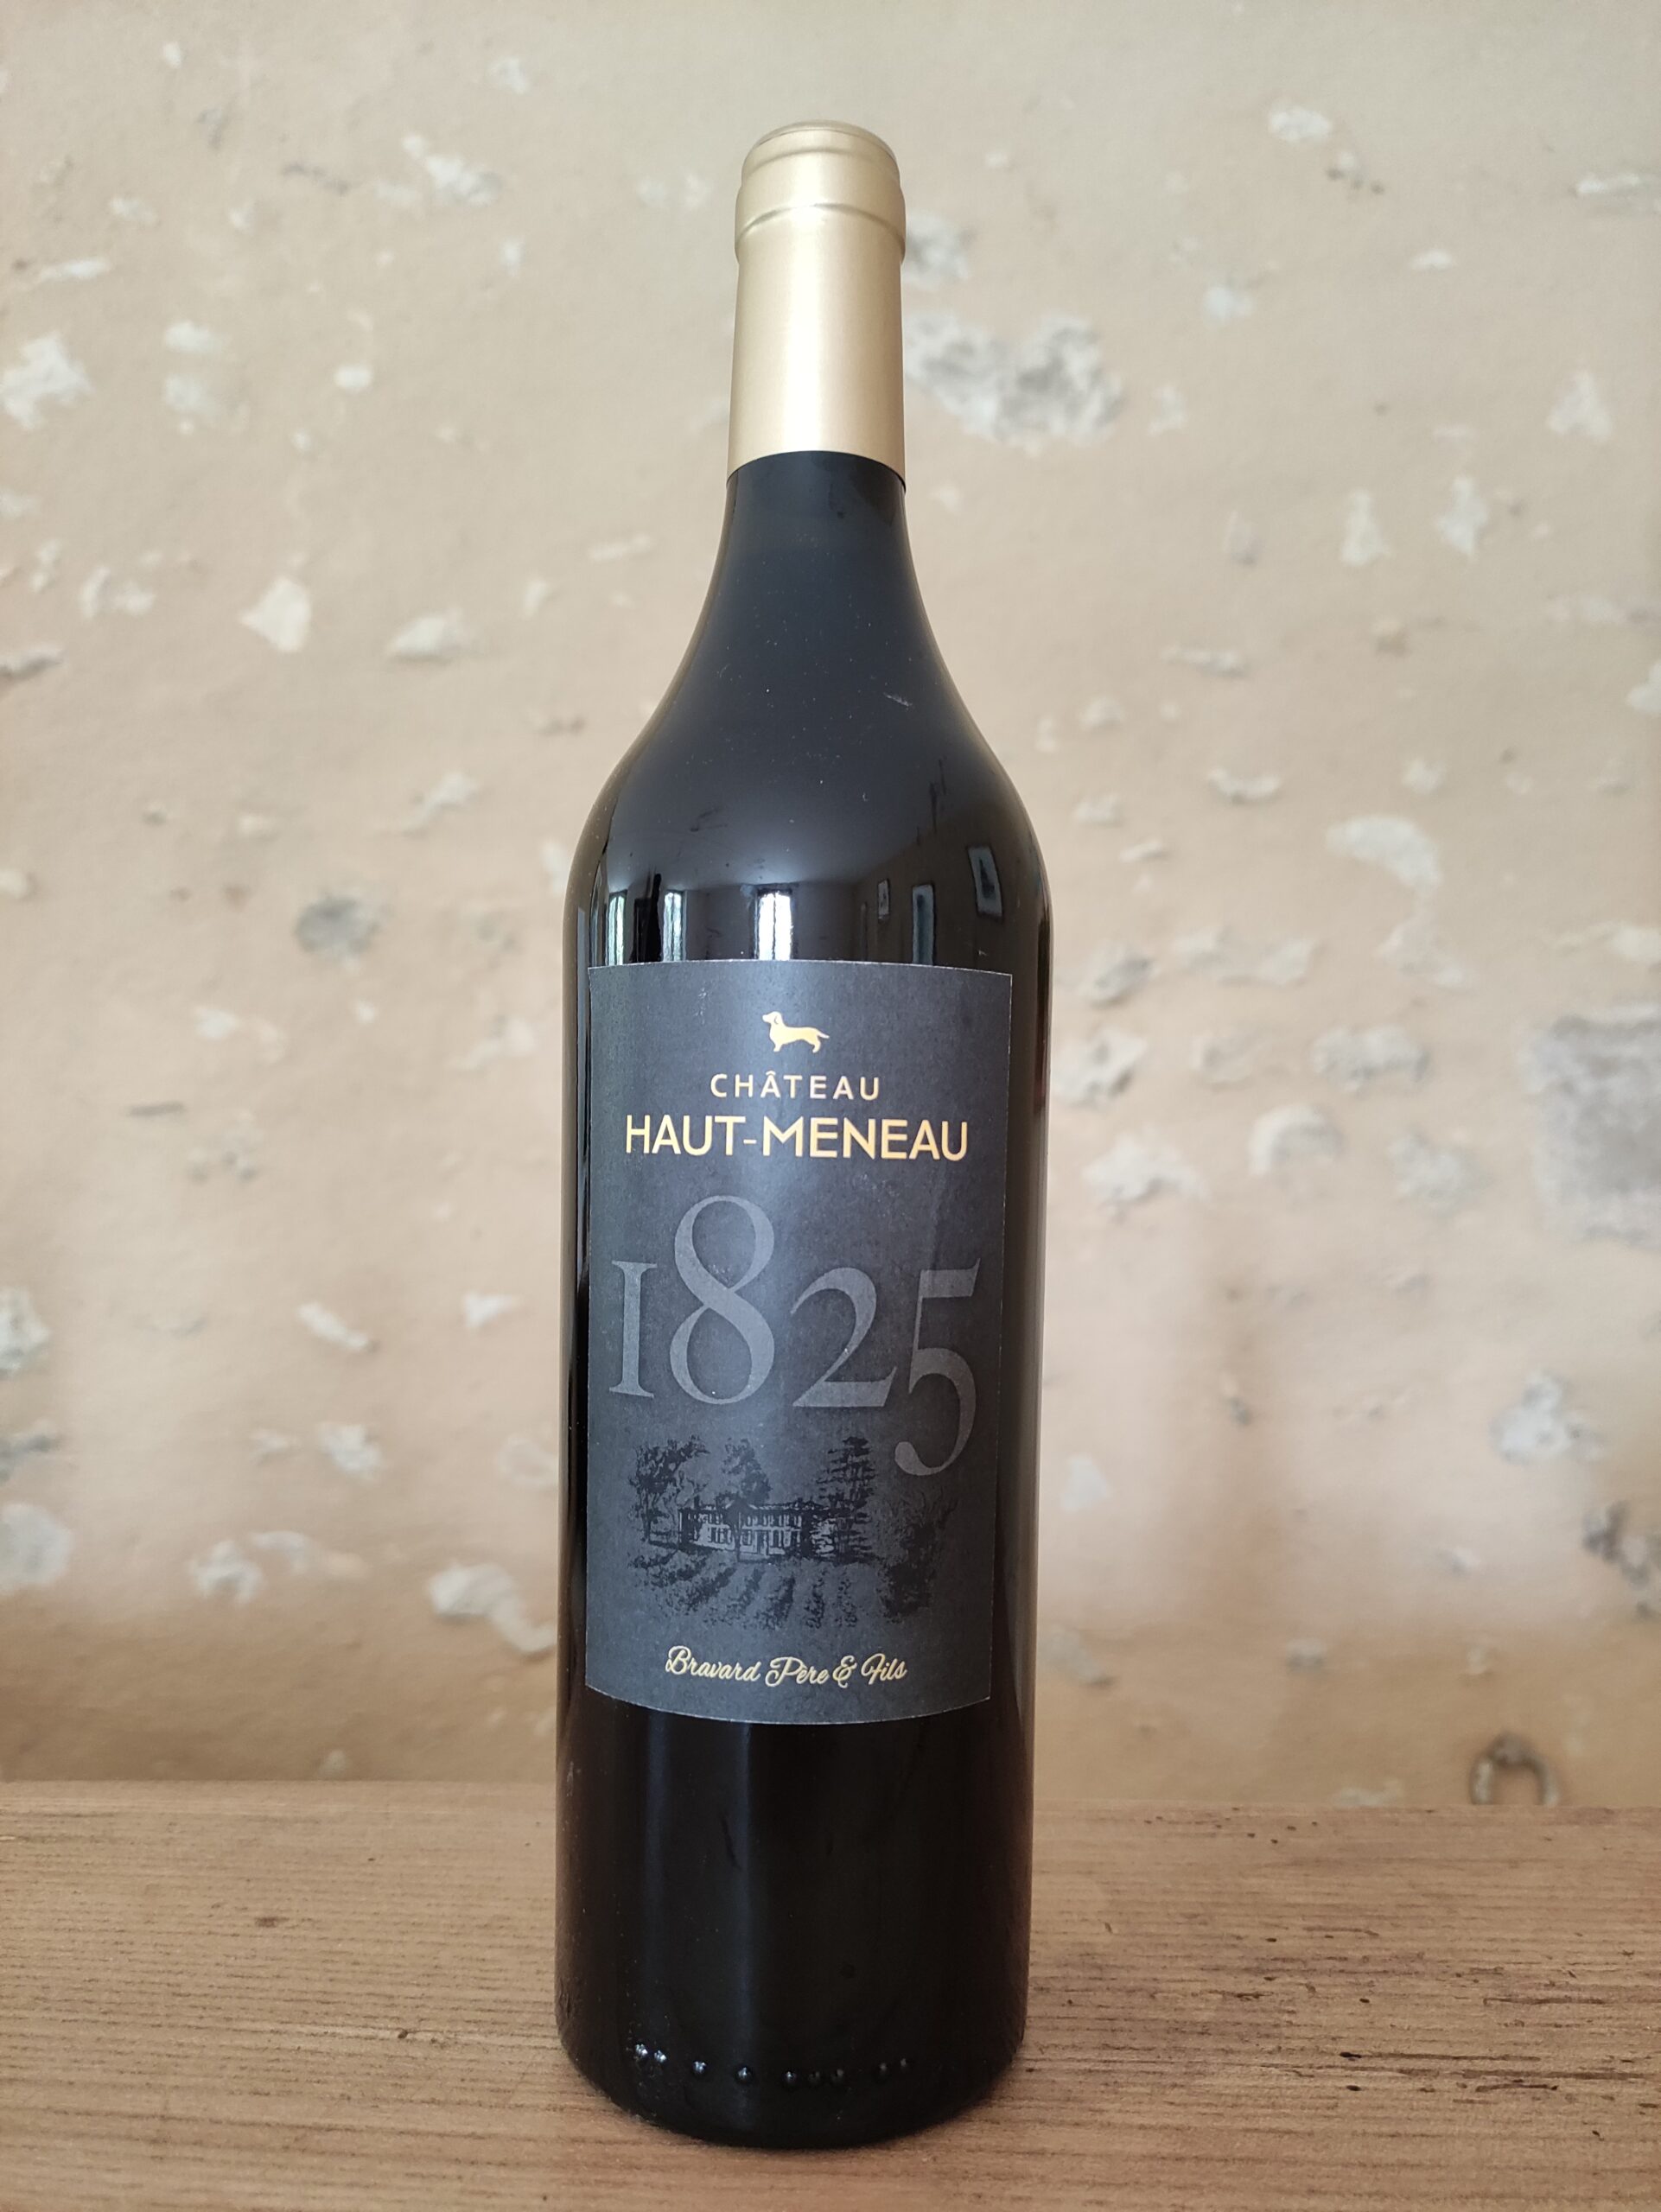 CHÂTEAU
HAUT-MENEAU
1825
Bravard Père & Fils